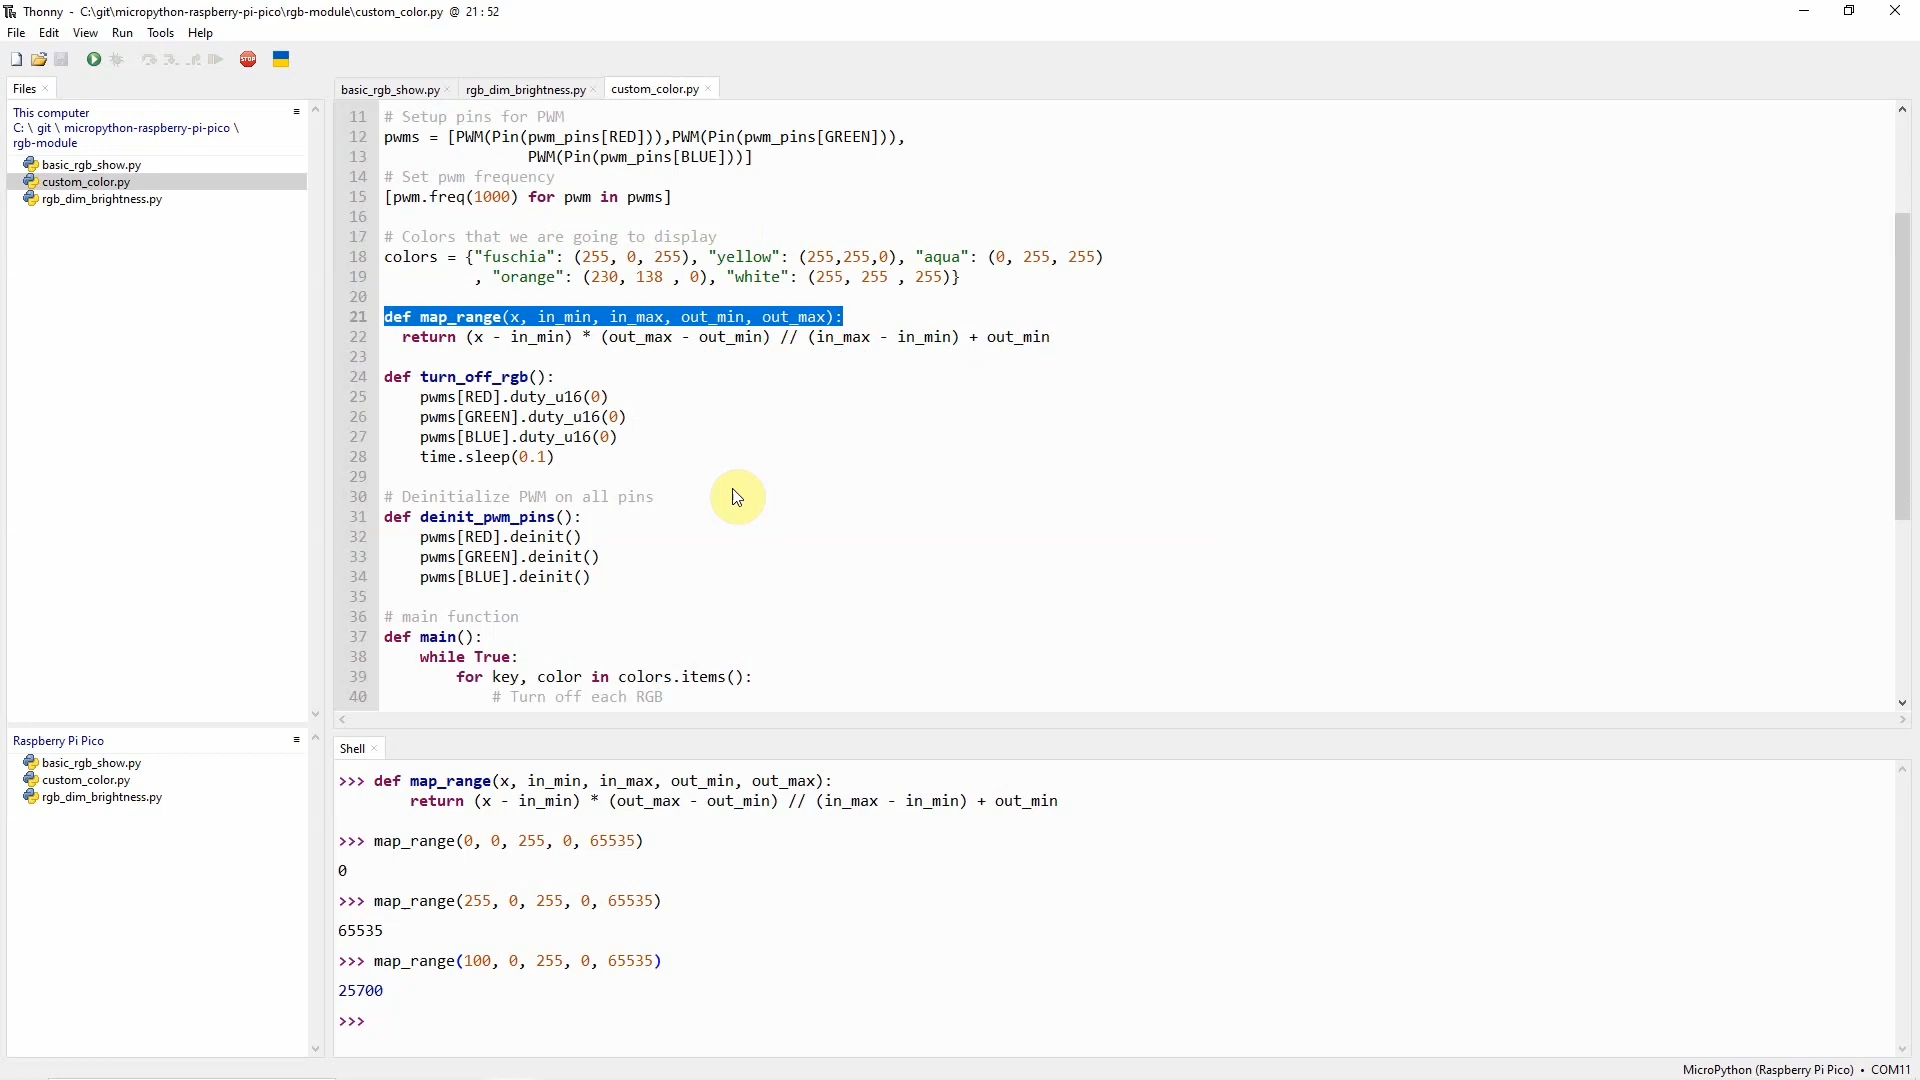 Thonny - C:\git\micropython-raspberry-pi-pico\rgb-module\custom_color.py @ 21 : 52
File Edit View Run Tools Help
STOP
Files
This computer
C: \ git \ micropython-raspberry-pi-pico \
rgb-module
basic_rgb_show.py
custom_color.py
rgb_dim_brightness.py
basic_rgb_show.py rgb_dim_brightness.py custom_color.py
11 # Setup pins for PWM
12 pwms = [PWM(Pin(pwm_pins[RED])),PWM(Pin(pwm_pins[GREEN])),
13                 PWM(Pin(pwm_pins[BLUE]))]
14 # Set pwm frequency
15 [pwm.freq(1000) for pwm in pwms]
16
17 # Colors that we are going to display
18 colors = {"fuschia": (255, 0, 255), "yellow": (255,255,0), "aqua": (0, 255, 255)
19           , "orange": (230, 138 , 0), "white": (255, 255 , 255)}
20
21 def map_range(x, in_min, in_max, out_min, out_max):
22   return (x - in_min) * (out_max - out_min) // (in_max - in_min) + out_min
23
24 def turn_off_rgb():
25     pwms[RED].duty_u16(0)
26     pwms[GREEN].duty_u16(0)
27     pwms[BLUE].duty_u16(0)
28     time.sleep(0.1)
29
30 # Deinitialize PWM on all pins
31 def deinit_pwm_pins():
32     pwms[RED].deinit()
33     pwms[GREEN].deinit()
34     pwms[BLUE].deinit()
35
36 # main function
37 def main():
38     while True:
39         for key, color in colors.items():
40             # Turn off each RGB
Raspberry Pi Pico
basic_rgb_show.py
custom_color.py
rgb_dim_brightness.py
Shell
>>> def map_range(x, in_min, in_max, out_min, out_max):
        return (x - in_min) * (out_max - out_min) // (in_max - in_min) + out_min
>>> map_range(0, 0, 255, 0, 65535)
0
>>> map_range(255, 0, 255, 0, 65535)
65535
>>> map_range(100, 0, 255, 0, 65535)
25700
>>>
MicroPython (Raspberry Pi Pico) • COM11